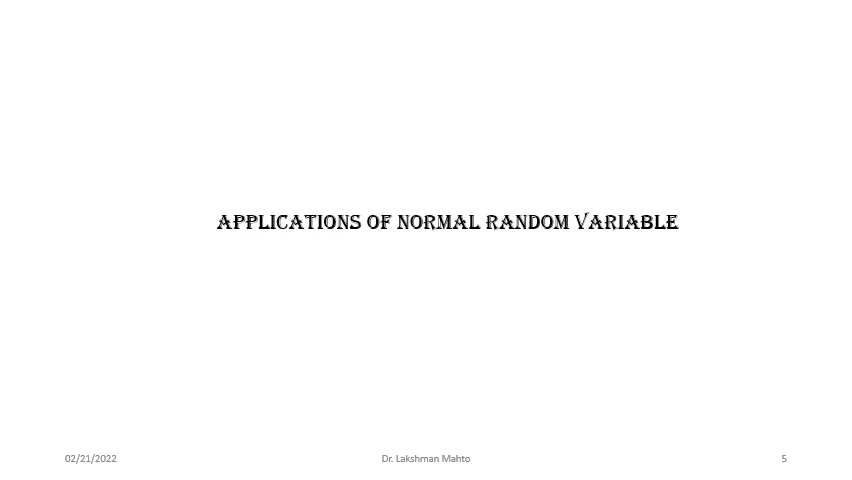 APPLICATIONS OF NORMAL RANDOM VARIABLE
02/21/2022
Dr. Lakshman Mahto
5